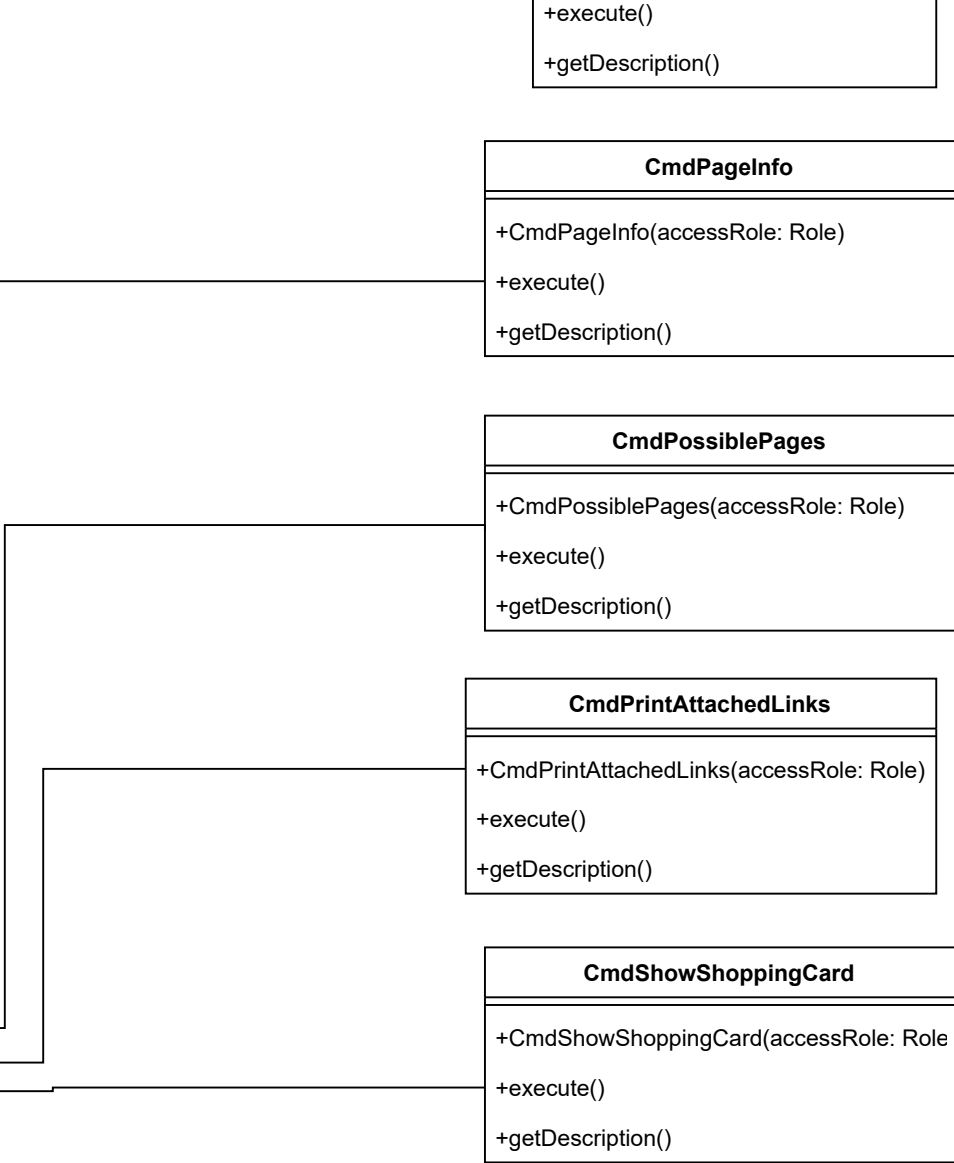 +execute()
+getDescription()
CmdPageInfo
+CmdPageInfo(accessRole: Role)
+execute()
+getDescription()
CmdPossiblePages
+CmdPossiblePages(accessRole: Role)
+execute()
+getDescription()
CmdPrintAttachedLinks
+CmdPrintAttachedLinks(accessRole: Role)
+execute()
+getDescription()
CmdShowShoppingCard
+CmdShowShoppingCard(accessRole: Role
+execute()
+getDescription()